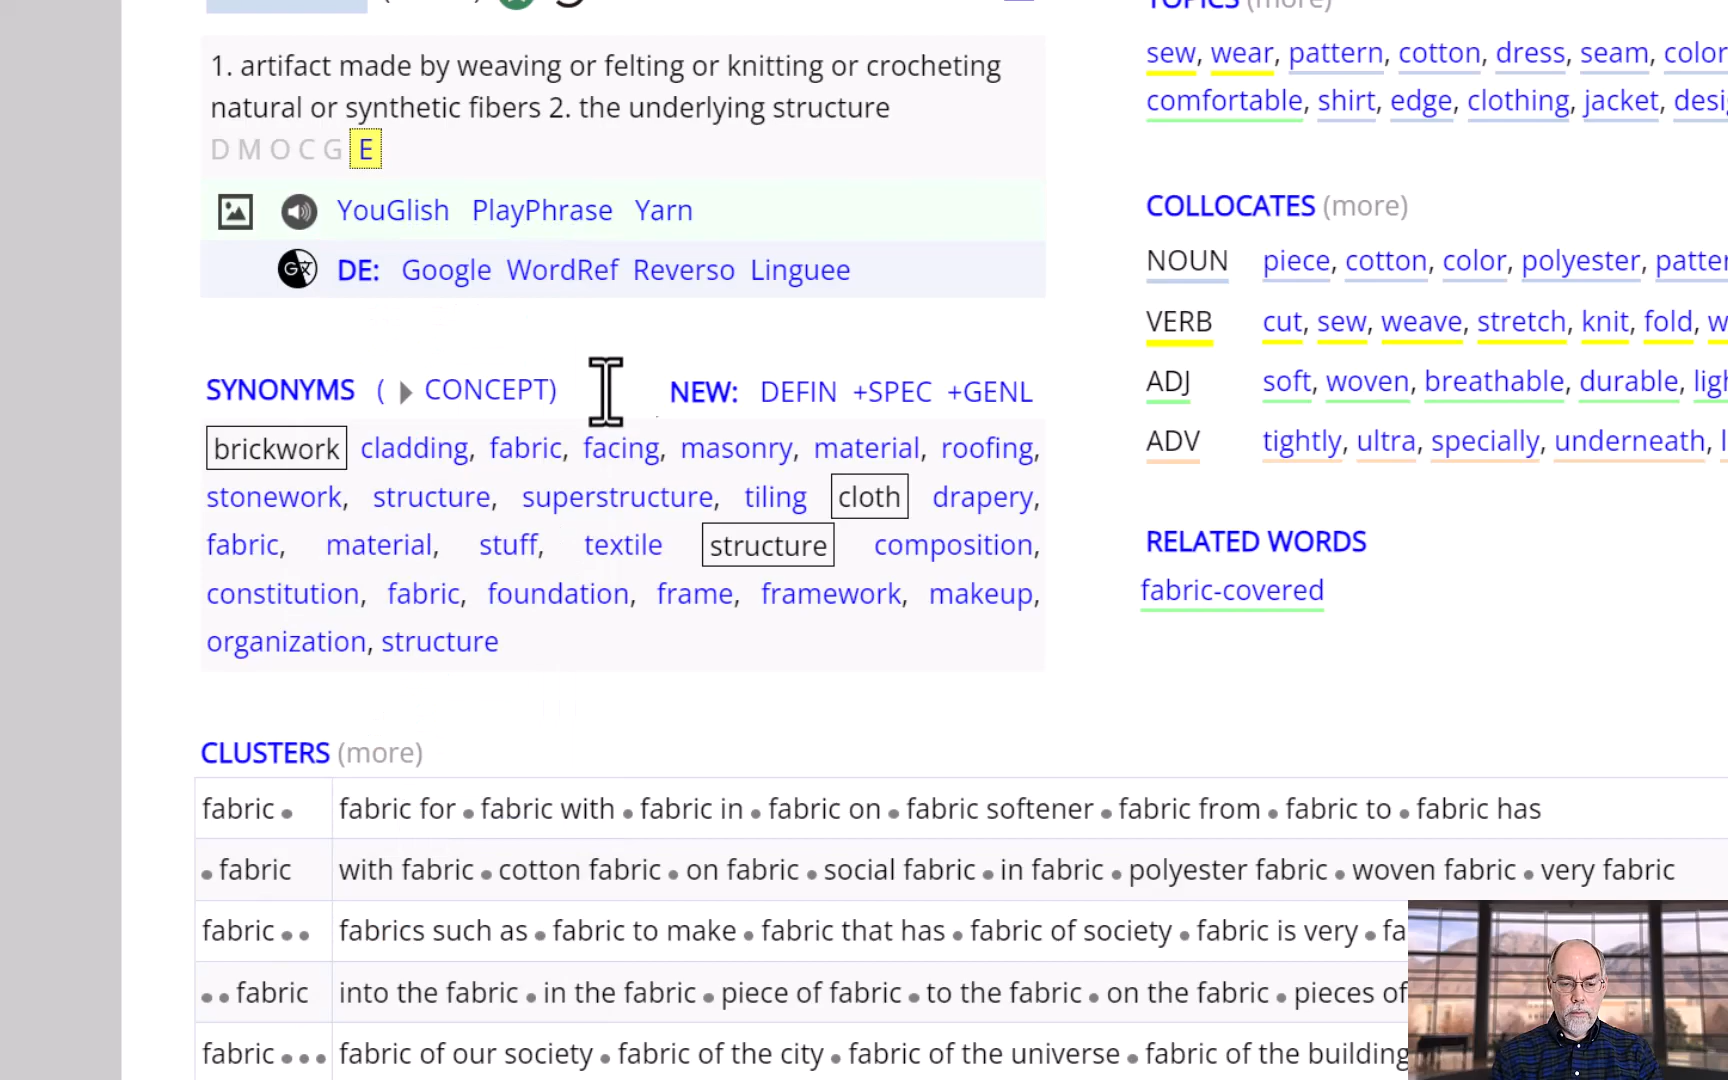 1. artifact made by weaving or felting or knitting or crocheting
natural or synthetic fibers 2. the underlying structure
D M O C G E
YouGlish PlayPhrase Yarn
DE: Google WordRef Reverso Linguee
SYNONYMS ( CONCEPT) NEW: DEFIN +SPEC +GENL
brickwork cladding, fabric, facing, masonry, material, roofing,
stonework, structure, superstructure, tiling cloth drapery,
fabric, material, stuff, textile structure composition,
constitution, fabric, foundation, frame, framework, makeup,
organization, structure
TOPICS (more)
sew, wear, pattern, cotton, dress, seam, color
comfortable, shirt, edge, clothing, jacket,
COLLOCATES (more)
NOUN piece, cotton, color, polyester,
VERB cut, sew, weave, stretch, knit, fold,
ADJ soft, woven, breathable, durable,
ADV tightly, ultra, specially, underneath,
RELATED WORDS
fabric-covered
CLUSTERS (more)
fabric • fabric for • fabric with • fabric in • fabric on • fabric softener • fabric from • fabric to • fabric has
• fabric with fabric • cotton fabric • on fabric • social fabric • in fabric • polyester fabric • woven fabric • very fabric
fabric • • fabrics such as • fabric to make • fabric that has • fabric of society • fabric is very •
• • fabric into the fabric • in the fabric • piece of fabric • to the fabric • on the fabric • pieces of
fabric • • • fabric of our society • fabric of the city • fabric of the universe • fabric of the building